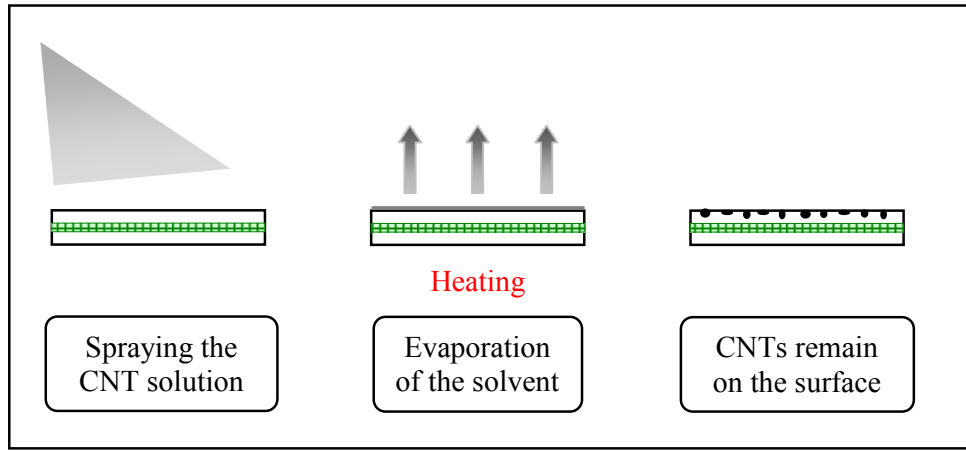 Heating
Spraying the
CNT solution
Evaporation
of the solvent
CNTs remain
on the surface